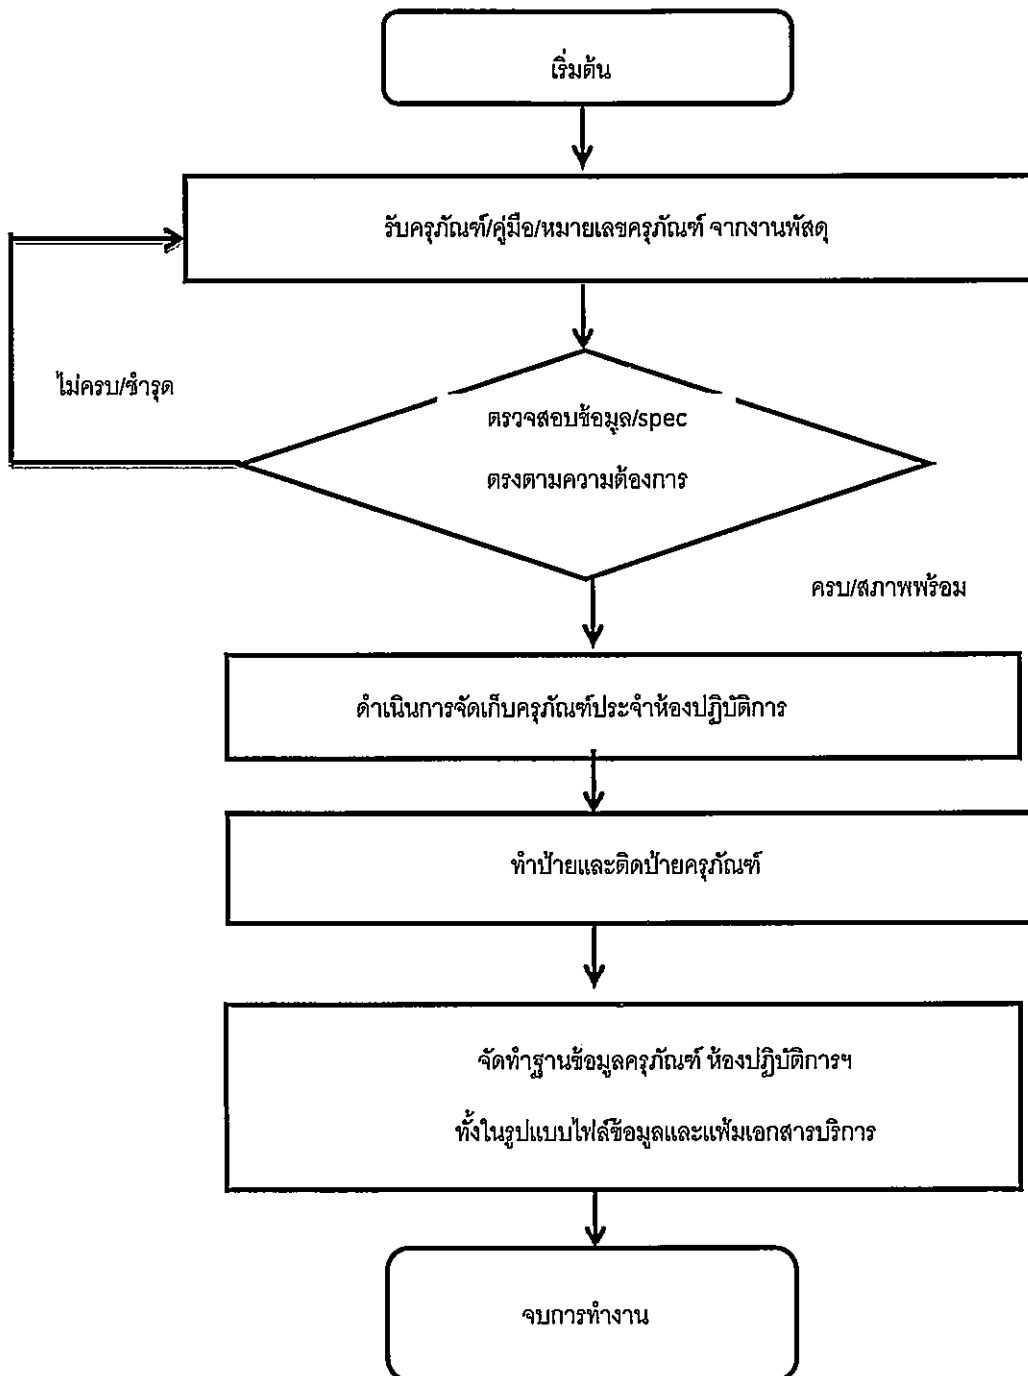 เริ่มต้น
รับครุภัณฑ์/คู่มือ/หมายเลขครุภัณฑ์ จากงานพัสดุ
ไม่ครบ/ชำรุด
ตรวจสอบข้อมูล/spec
ตรงตามความต้องการ
ครบ/สภาพพร้อม
ดำเนินการจัดเก็บครุภัณฑ์ประจำห้องปฏิบัติการ
ทำป้ายและติดป้ายครุภัณฑ์
จัดทำฐานข้อมูลครุภัณฑ์ ห้องปฏิบัติการฯ
ทั้งในรูปแบบไฟล์ข้อมูลและแฟ้มเอกสารบริการ
จบการทำงาน